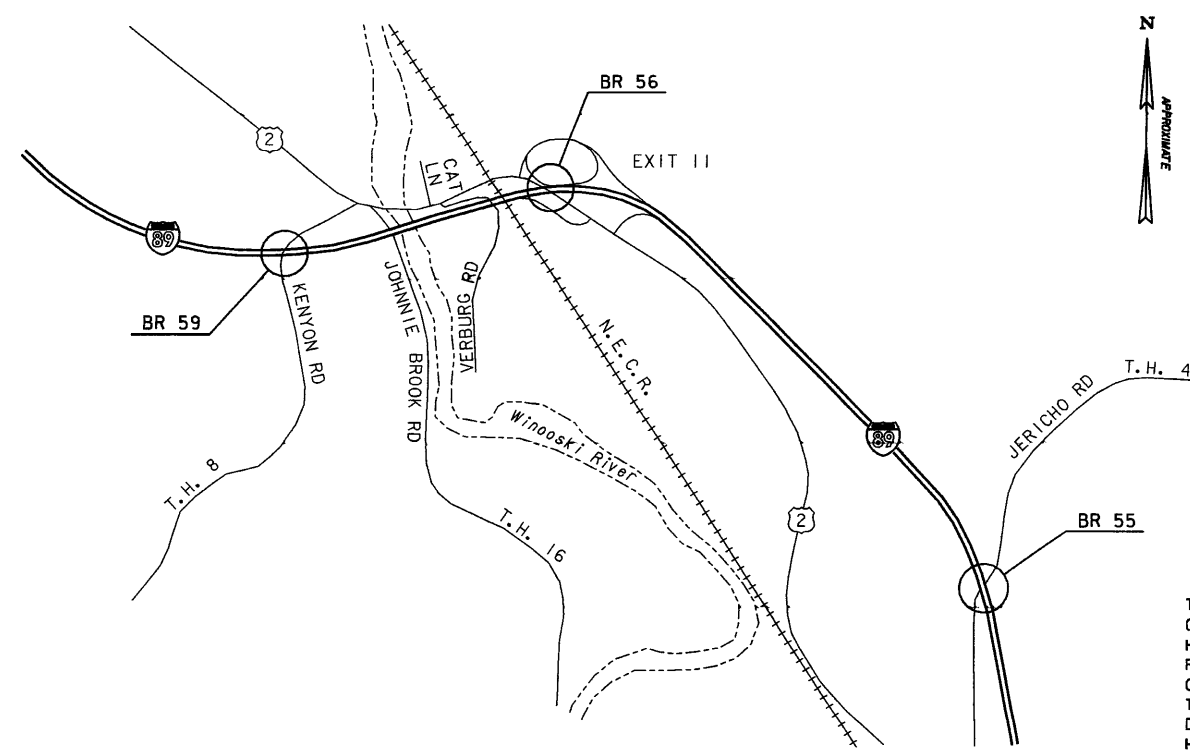 N
APPROXIMATE
BR 56
2
CAT
LN
EXIT 11
89
BR 59
KENYON RD
JOHNNIE BROOK RD
VERBURG RD
N.E.C.R.
T.H. 4
JERICHO RD
Winooski River
89
T.H. 8
2
T.H. 16
BR 55